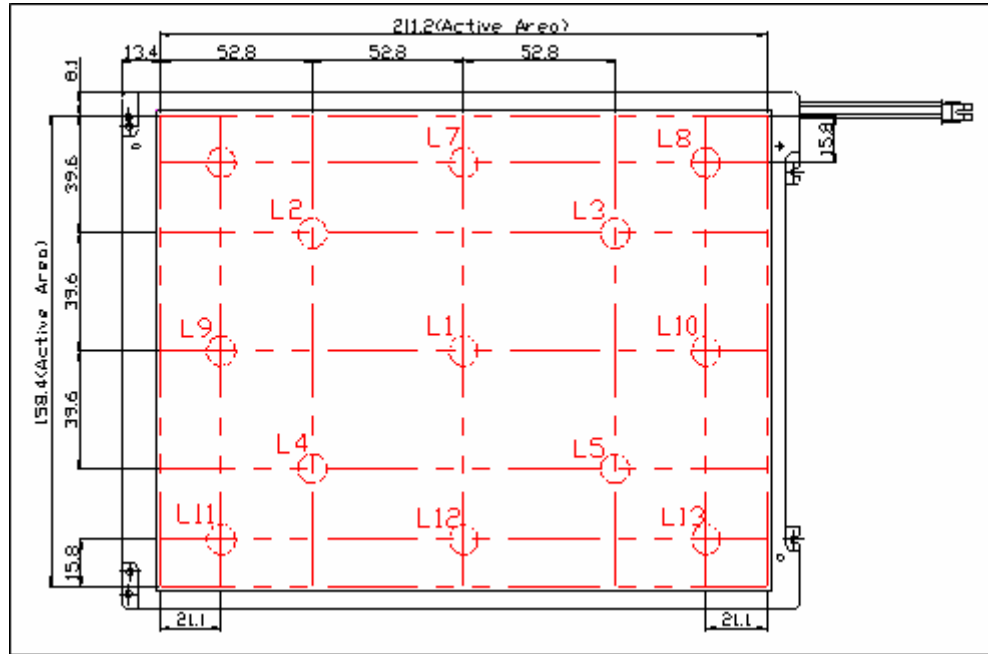 211.2(Active Area)
13.4
52.8
52.8
52.8
8.1
L7
L8
15.8
39.6
L2
L3
158.4(Active Area)
39.6
L9
L1
L10
39.6
L4
L5
L11
L12
L13
15.8
21.1
21.1